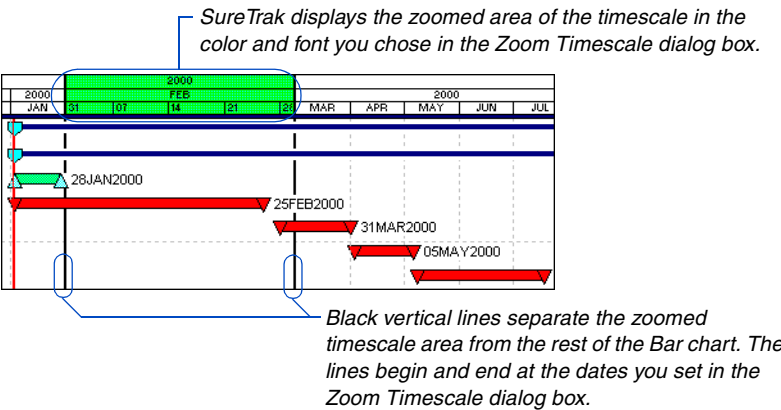 SureTrak displays the zoomed area of the timescale in the
color and font you chose in the Zoom Timescale dialog box.
2000
2000 2000
FEB
JAN 31 07 14 21 28 MAR APR MAY JUN JUL
28JAN2000
25FEB2000
31MAR2000
05MAY2000
Black vertical lines separate the zoomed
timescale area from the rest of the Bar chart. The
lines begin and end at the dates you set in the
Zoom Timescale dialog box.